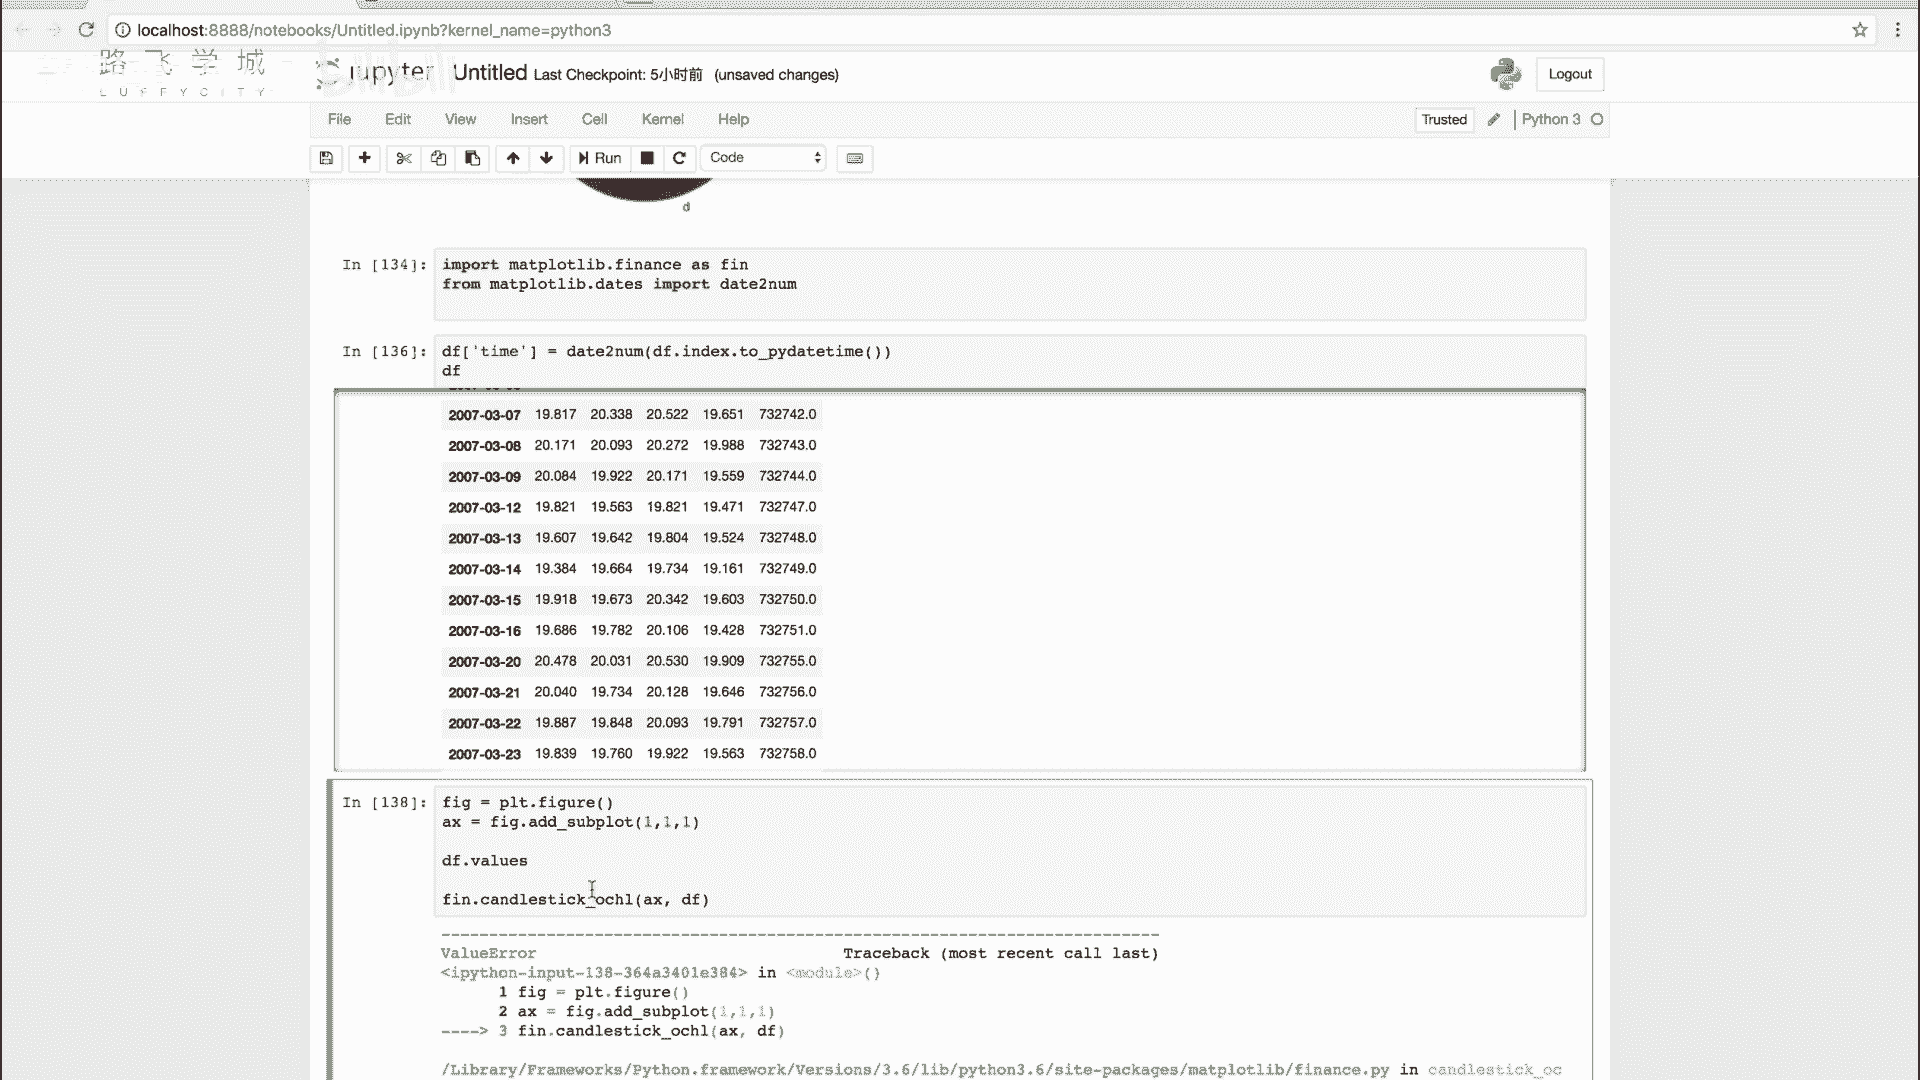 localhost:8888/notebooks/Untitled.ipynb?kernel_name=python3
路飞学城
LUFFYCITY
jupyter Untitled Last Checkpoint: 5小时前 (unsaved changes)
Logout
File Edit View Insert Cell Kernel Help
Trusted Python 3
Run Code
d
In [134]: import matplotlib.finance as fin
from matplotlib.dates import date2num
In [136]: df['time'] = date2num(df.index.to_pydatetime())
df
2007-03-07 19.817 20.338 20.522 19.651 732742.0
2007-03-08 20.171 20.093 20.272 19.988 732743.0
2007-03-09 20.084 19.922 20.171 19.559 732744.0
2007-03-12 19.821 19.563 19.821 19.471 732747.0
2007-03-13 19.607 19.642 19.804 19.524 732748.0
2007-03-14 19.384 19.664 19.734 19.161 732749.0
2007-03-15 19.918 19.673 20.342 19.603 732750.0
2007-03-16 19.686 19.782 20.106 19.428 732751.0
2007-03-20 20.478 20.031 20.530 19.909 732755.0
2007-03-21 20.040 19.734 20.128 19.646 732756.0
2007-03-22 19.887 19.848 20.093 19.791 732757.0
2007-03-23 19.839 19.760 19.922 19.563 732758.0
In [138]: fig = plt.figure()
ax = fig.add_subplot(1,1,1)
df.values
fin.candlestick_ochl(ax, df)
ValueError Traceback (most recent call last)
<ipython-input-138-364a3401e384> in <module>()
1 fig = plt.figure()
2 ax = fig.add_subplot(1,1,1)
----> 3 fin.candlestick_ochl(ax, df)
/Library/Frameworks/Python.framework/Versions/3.6/lib/python3.6/site-packages/matplotlib/finance.py in candlestick_oc